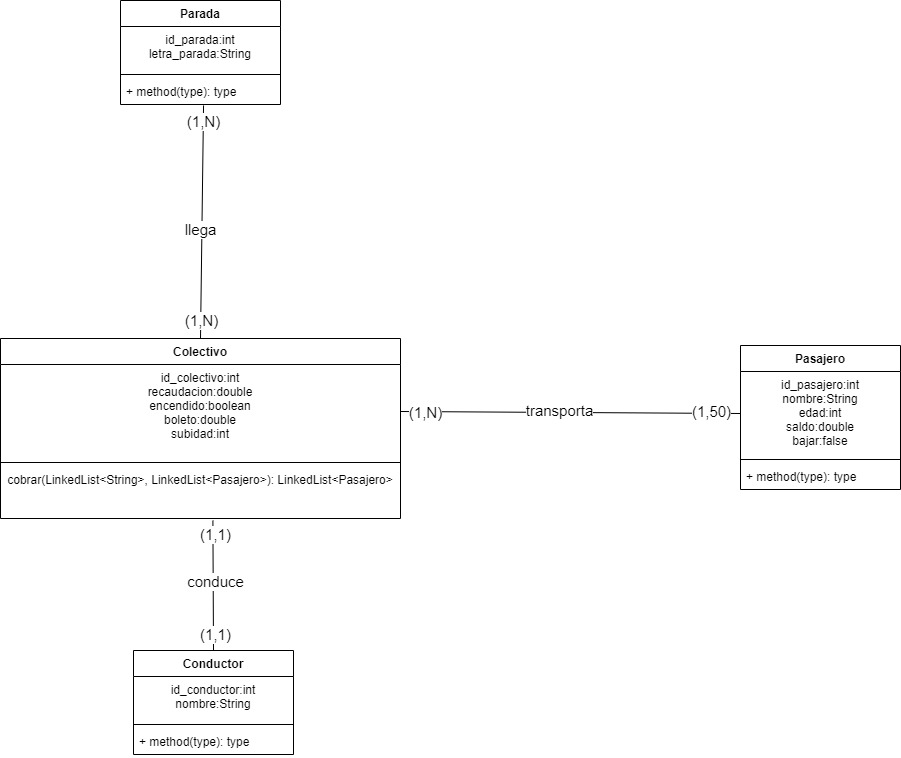 Parada
id_parada:int
letra_parada:String
+ method(type): type
(1,N)
llega
(1,N)
Colectivo
id_colectivo:int
recaudacion:double
encendido:boolean
boleto:double
subidad:int
cobrar(LinkedList<String>, LinkedList<Pasajero>): LinkedList<Pasajero>
(1,N)
transporta
(1,50)
Pasajero
id_pasajero:int
nombre:String
edad:int
saldo:double
bajar:false
+ method(type): type
(1,1)
conduce
(1,1)
Conductor
id_conductor:int
nombre:String
+ method(type): type